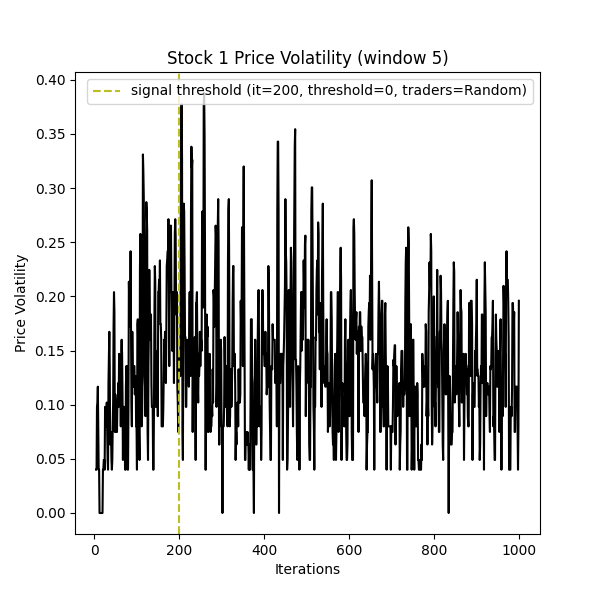 Stock 1 Price Volatility (window 5)
signal threshold (it=200, threshold=0, traders=Random)
0.40
0.35
0.30
0.25
0.20
0.15
0.10
0.05
0.00
Price Volatility
0 200 400 600 800 1000
Iterations